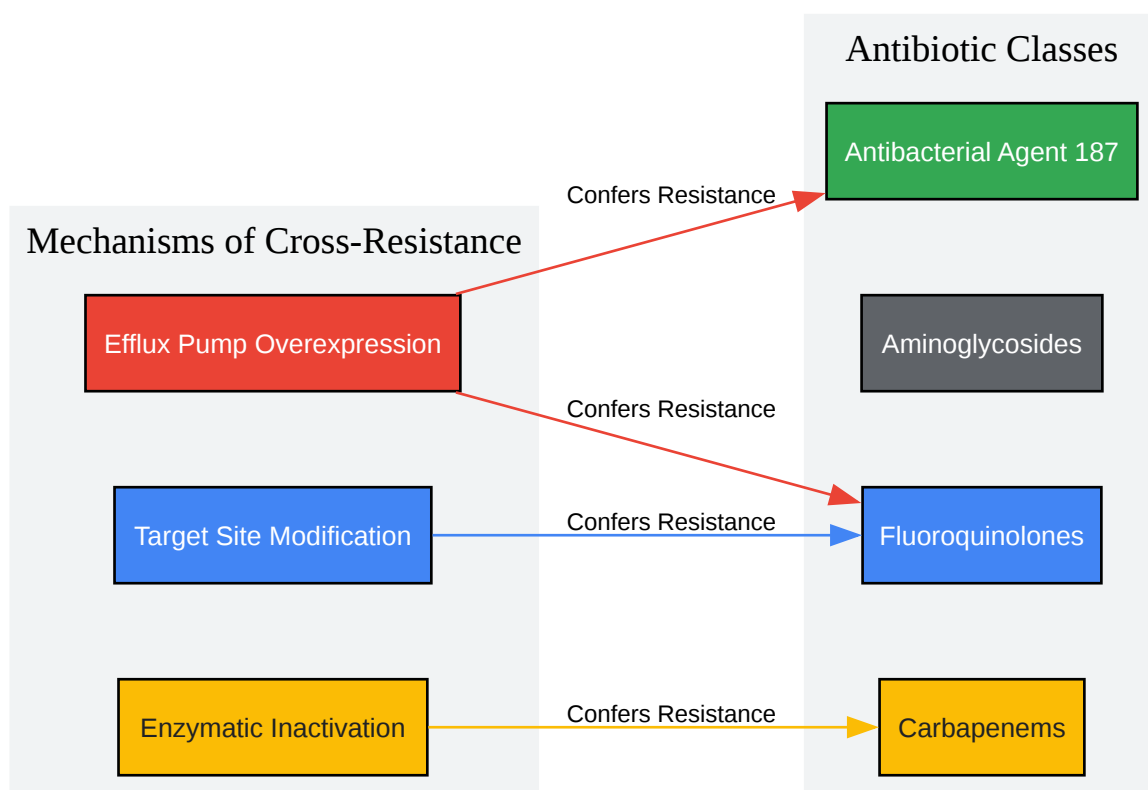 Antibiotic Classes
Antibacterial Agent 187
Confers Resistance
Mechanisms of Cross-Resistance
Efflux Pump Overexpression
Aminoglycosides
Confers Resistance
Target Site Modification
Confers Resistance
Fluoroquinolones
Enzymatic Inactivation
Confers Resistance
Carbapenems